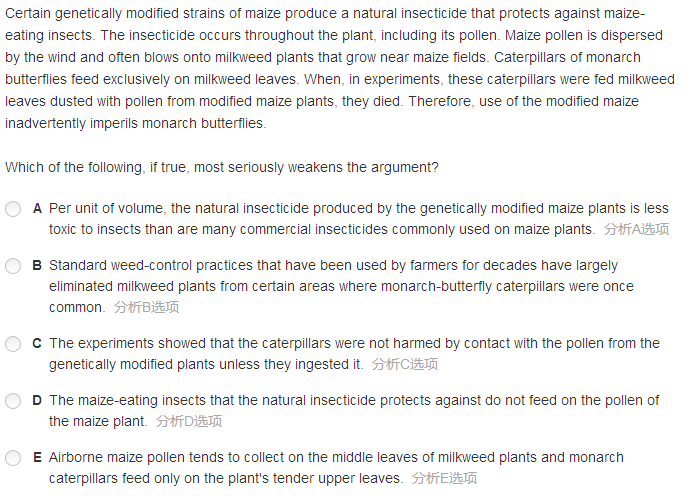 Certain genetically modified strains of maize produce a natural insecticide that protects against maize-
eating insects. The insecticide occurs throughout the plant, including its pollen. Maize pollen is dispersed
by the wind and often blows onto milkweed plants that grow near maize fields. Caterpillars of monarch
butterflies feed exclusively on milkweed leaves. When, in experiments, these caterpillars were fed milkweed
leaves dusted with pollen from modified maize plants, they died. Therefore, use of the modified maize
inadvertently imperils monarch butterflies.
Which of the following, if true, most seriously weakens the argument?
A Per unit of volume, the natural insecticide produced by the genetically modified maize plants is less
toxic to insects than are many commercial insecticides commonly used on maize plants. 分析A选项
B Standard weed-control practices that have been used by farmers for decades have largely
eliminated milkweed plants from certain areas where monarch-butterfly caterpillars were once
common. 分析B选项
C The experiments showed that the caterpillars were not harmed by contact with the pollen from the
genetically modified plants unless they ingested it. 分析C选项
D The maize-eating insects that the natural insecticide protects against do not feed on the pollen of
the maize plant. 分析D选项
E Airborne maize pollen tends to collect on the middle leaves of milkweed plants and monarch
caterpillars feed only on the plant's tender upper leaves. 分析E选项